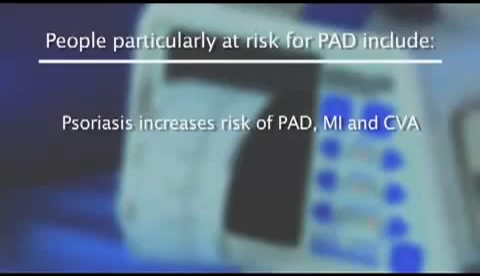 People particularly at risk for PAD include:
Psoriasis increases risk of PAD, MI and CVA